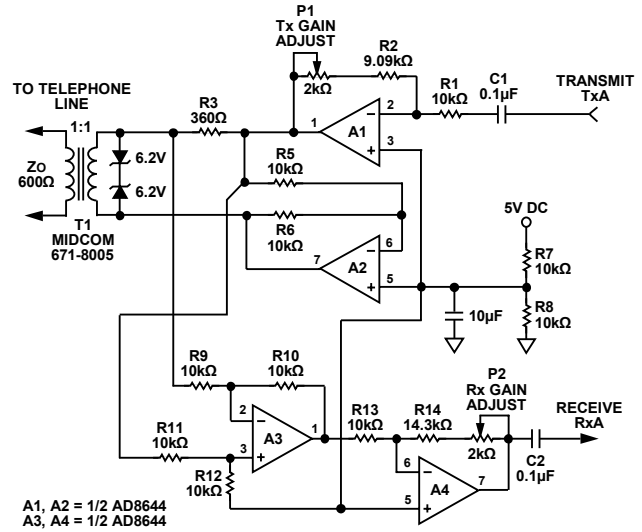 P1
Tx GAIN
ADJUST
2kΩ
R2
9.09kΩ
R1
10kΩ
C1
0.1µF
TRANSMIT
TxA
TO TELEPHONE
LINE
1:1
ZO
600Ω
T1
MIDCOM
671-8005
6.2V
6.2V
R3
360Ω
1
A1
2
3
R5
10kΩ
R6
10kΩ
7
A2
6
5
5V DC
R7
10kΩ
R8
10kΩ
10µF
R9
10kΩ
R10
10kΩ
R11
10kΩ
R12
10kΩ
2
3
A3
1
R13
10kΩ
R14
14.3kΩ
P2
Rx GAIN
ADJUST
2kΩ
6
5
A4
7
C2
0.1µF
RECEIVE
RxA
A1, A2 = 1/2 AD8644
A3, A4 = 1/2 AD8644